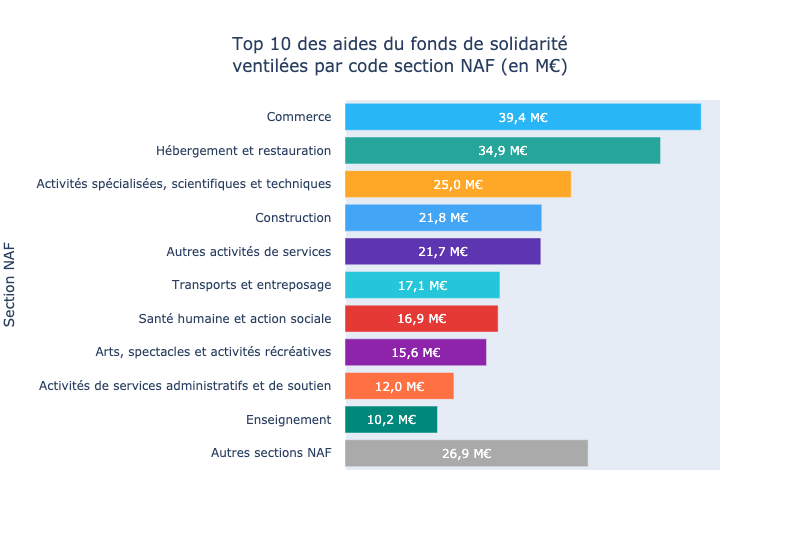 Top 10 des aides du fonds de solidarité
ventilées par code section NAF (en M€)
Section NAF
Commerce 39,4 M€
Hébergement et restauration 34,9 M€
Activités spécialisées, scientifiques et techniques 25,0 M€
Construction 21,8 M€
Autres activités de services 21,7 M€
Transports et entreposage 17,1 M€
Santé humaine et action sociale 16,9 M€
Arts, spectacles et activités récréatives 15,6 M€
Activités de services administratifs et de soutien 12,0 M€
Enseignement 10,2 M€
Autres sections NAF 26,9 M€